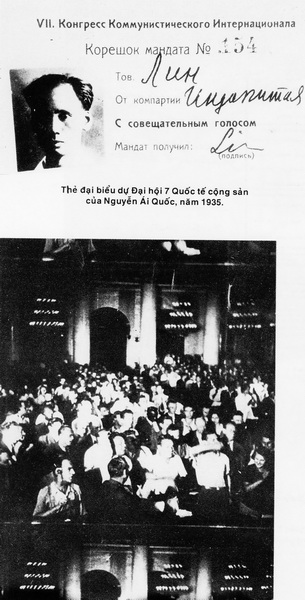 VII. Конгресс Коммунистического Интернационала
Корешок мандата № 154
Тов. Лин
От компартии Индокитая
С совещательным голосом
Мандат получил: Lin
(подпись)
Thẻ đại biểu dự Đại hội 7 Quốc tế cộng sản
của Nguyễn Ái Quốc, năm 1935.